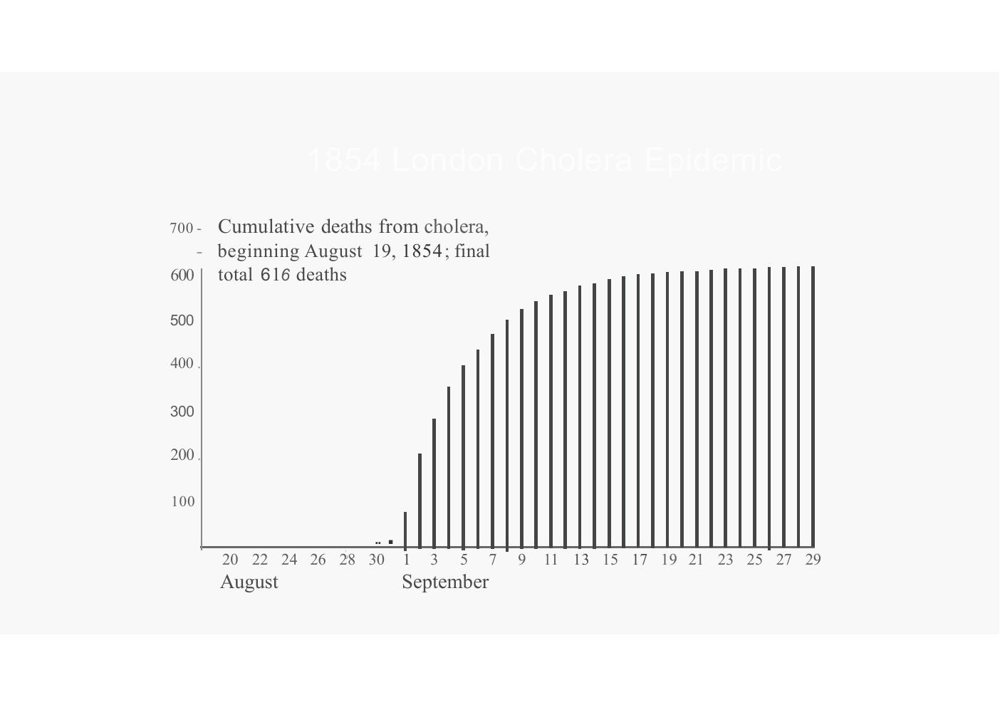 1854 London Cholera Epidemic
700
Cumulative deaths from cholera,
beginning August 19, 1854; final
600
total 616 deaths
500
400
300
200
100
20 22 24 26 28 30 1 3 5 7 9 11 13 15 17 19 21 23 25 27 29
August September